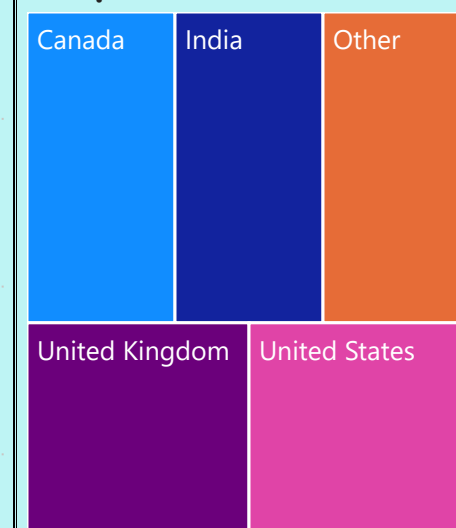 Canada
India
Other
United Kingdom
United States